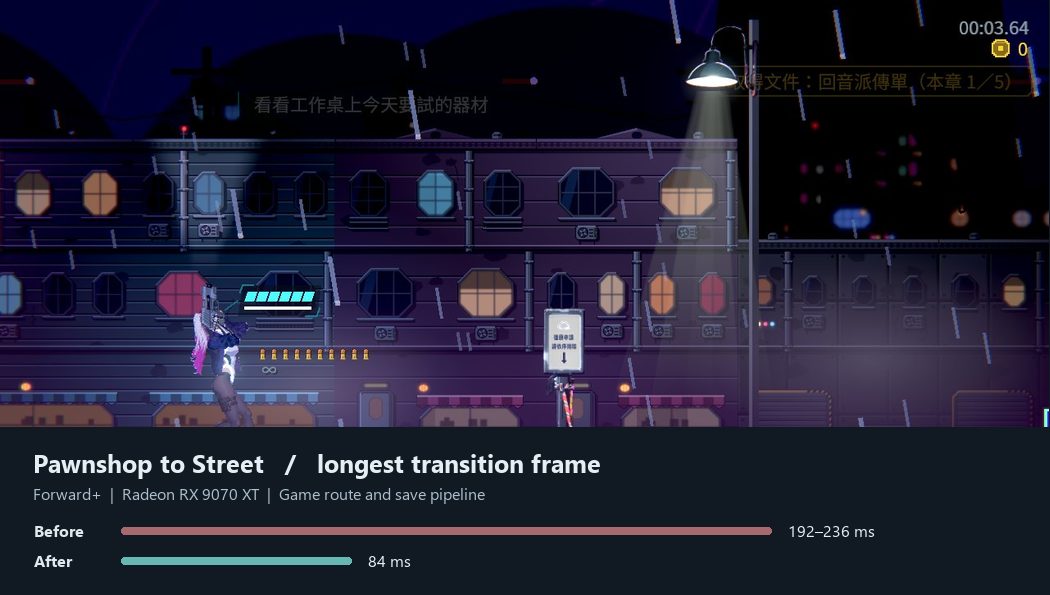 00:03.64
0
得文件：回音派傳單（本章 1／5）
看看工作桌上今天要試的器材
∞
Pawnshop to Street / longest transition frame
Forward+ | Radeon RX 9070 XT | Game route and save pipeline
Before 192–236 ms
After 84 ms